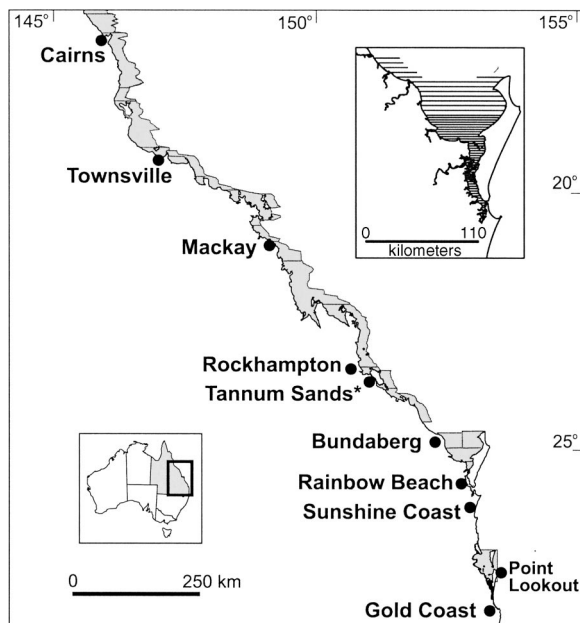 145°
150°
155°
Cairns
Townsville
20°
0 110
kilometers
Mackay
Rockhampton
Tannum Sands*
Bundaberg
25°
Rainbow Beach
Sunshine Coast
Point
Lookout
0 250 km
Gold Coast